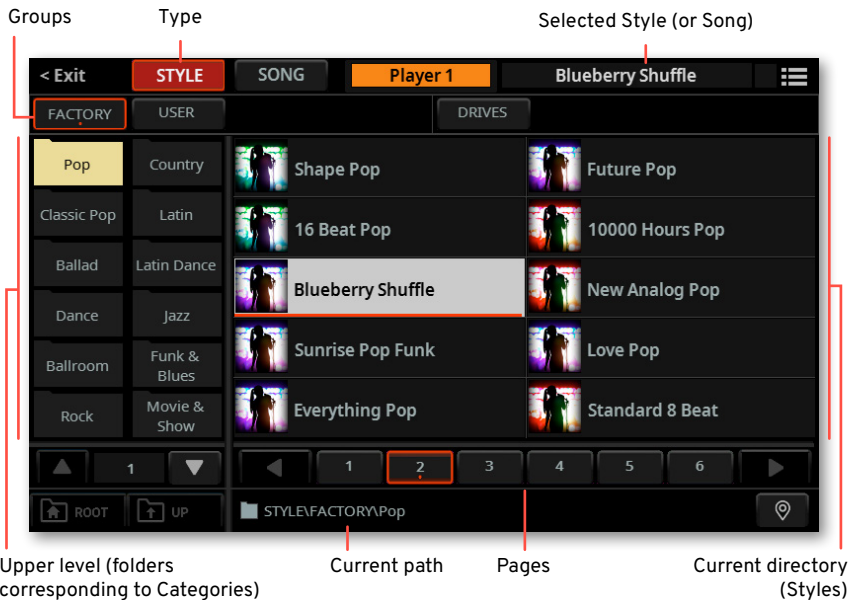 Groups
Type
Selected Style (or Song)
< Exit
STYLE
SONG
Player 1
Blueberry Shuffle
FACTORY
USER
DRIVES
Pop
Country
Classic Pop
Latin
Ballad
Latin Dance
Dance
Jazz
Ballroom
Funk &
Blues
Rock
Movie &
Show
Shape Pop
Future Pop
16 Beat Pop
10000 Hours Pop
Blueberry Shuffle
New Analog Pop
Sunrise Pop Funk
Love Pop
Everything Pop
Standard 8 Beat
1
1
2
3
4
5
6
ROOT
UP
STYLE\FACTORY\Pop
Upper level (folders
corresponding to Categories)
Current path
Pages
Current directory
(Styles)